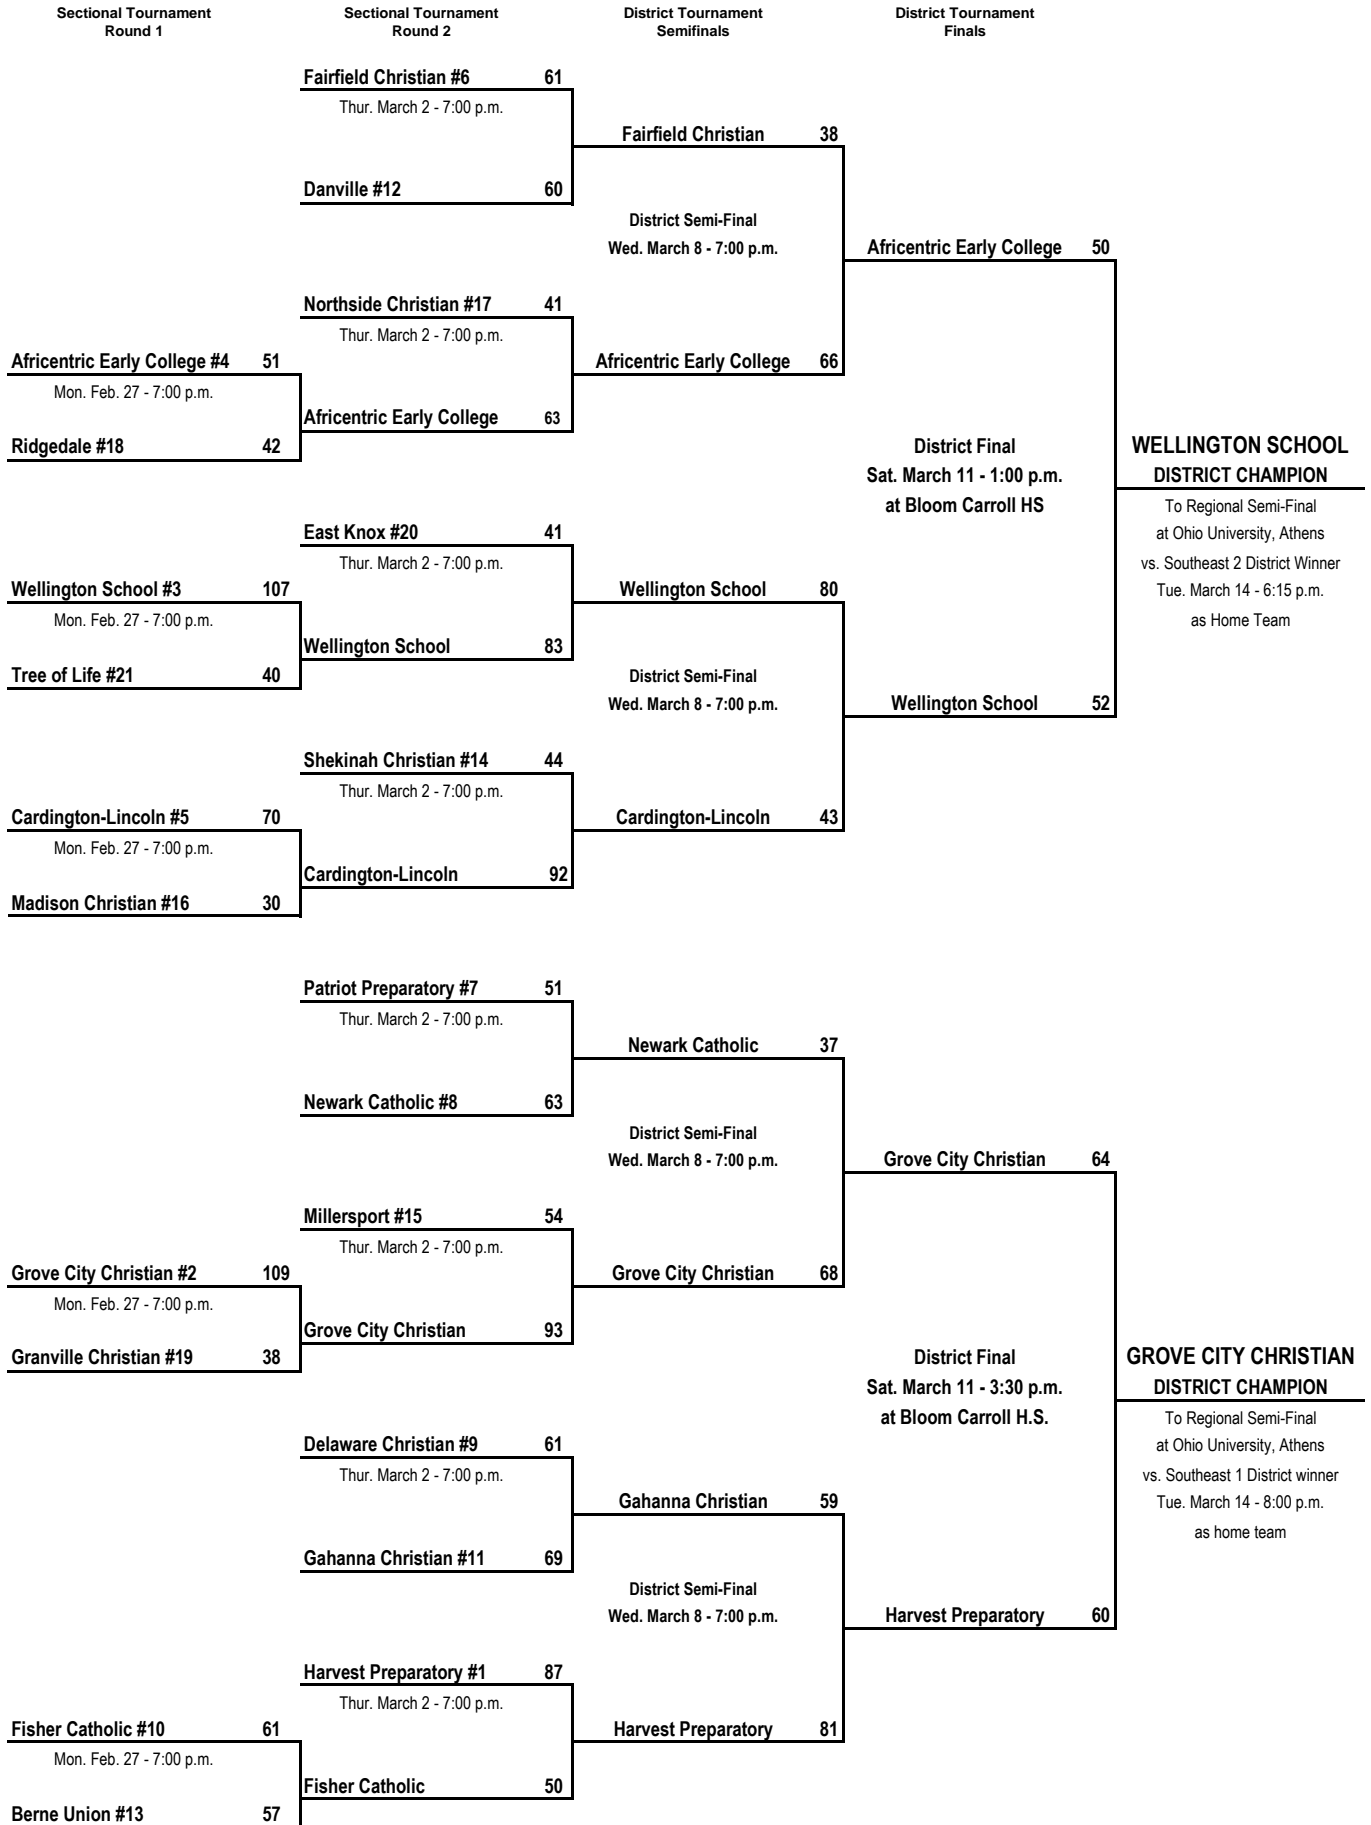 Sectional Tournament Sectional Tournament District Tournament District Tournament
Round 1 Round 2 Semifinals Finals
Fairfield Christian #6 61
Thur. March 2 - 7:00 p.m.
Fairfield Christian 38
Danville #12 60
District Semi-Final
Wed. March 8 - 7:00 p.m. Africentric Early College 50
Northside Christian #17 41
Thur. March 2 - 7:00 p.m.
Africentric Early College #4 51 Africentric Early College 66
Mon. Feb. 27 - 7:00 p.m.
Africentric Early College 63
Ridgedale #18 42 District Final WELLINGTON SCHOOL
Sat. March 11 - 1:00 p.m. DISTRICT CHAMPION
at Bloom Carroll HS To Regional Semi-Final
East Knox #20 41 at Ohio University, Athens
Thur. March 2 - 7:00 p.m. vs. Southeast 2 District Winner
Wellington School #3 107 Wellington School 80 Tue. March 14 - 6:15 p.m.
Mon. Feb. 27 - 7:00 p.m. as Home Team
Wellington School 83
Tree of Life #21 40 District Semi-Final
Wed. March 8 - 7:00 p.m. Wellington School 52
Shekinah Christian #14 44
Thur. March 2 - 7:00 p.m.
Cardington-Lincoln #5 70 Cardington-Lincoln 43
Mon. Feb. 27 - 7:00 p.m.
Cardington-Lincoln 92
Madison Christian #16 30
Patriot Preparatory #7 51
Thur. March 2 - 7:00 p.m.
Newark Catholic 37
Newark Catholic #8 63
District Semi-Final
Wed. March 8 - 7:00 p.m. Grove City Christian 64
Millersport #15 54
Thur. March 2 - 7:00 p.m.
Grove City Christian #2 109 Grove City Christian 68
Mon. Feb. 27 - 7:00 p.m.
Grove City Christian 93
Granville Christian #19 38 District Final GROVE CITY CHRISTIAN
Sat. March 11 - 3:30 p.m. DISTRICT CHAMPION
at Bloom Carroll H.S. To Regional Semi-Final
Delaware Christian #9 61 at Ohio University, Athens
Thur. March 2 - 7:00 p.m. vs. Southeast 1 District winner
Gahanna Christian 59 Tue. March 14 - 8:00 p.m.
as home team
Gahanna Christian #11 69
District Semi-Final
Wed. March 8 - 7:00 p.m. Harvest Preparatory 60
Harvest Preparatory #1 87
Thur. March 2 - 7:00 p.m.
Fisher Catholic #10 61 Harvest Preparatory 81
Mon. Feb. 27 - 7:00 p.m.
Fisher Catholic 50
Berne Union #13 57